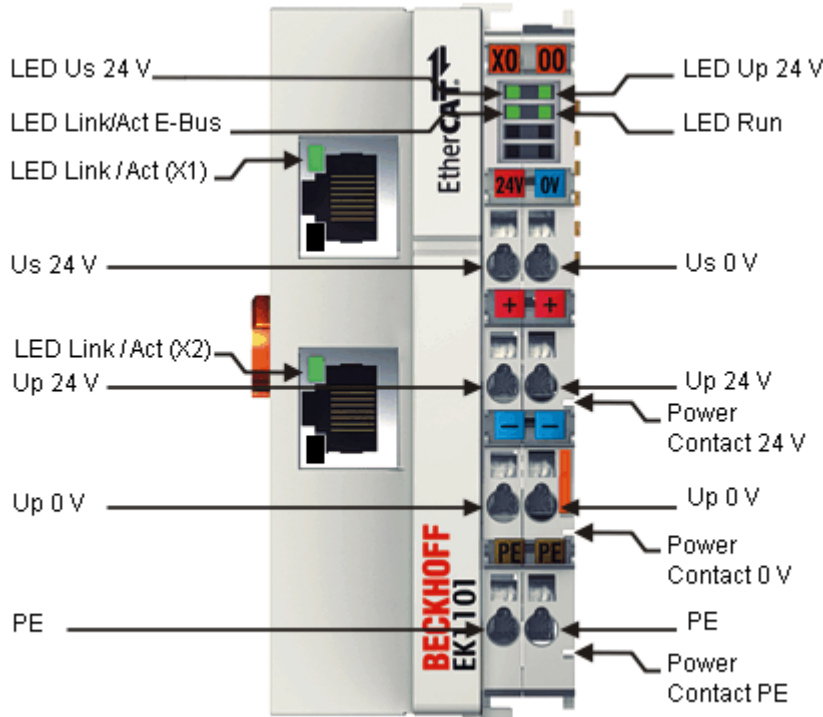 LED Us 24 V
LED Link/Act E-Bus
LED Link / Act (X1)
Us 24 V
LED Link / Act (X2)
Up 24 V
Up 0 V
PE
EtherCAT®
BECKHOFF
EK1101
X0 00
24V 0V
+ +
− −
PE PE
LED Up 24 V
LED Run
Us 0 V
Up 24 V
Power
Contact 24 V
Up 0 V
Power
Contact 0 V
PE
Power
Contact PE